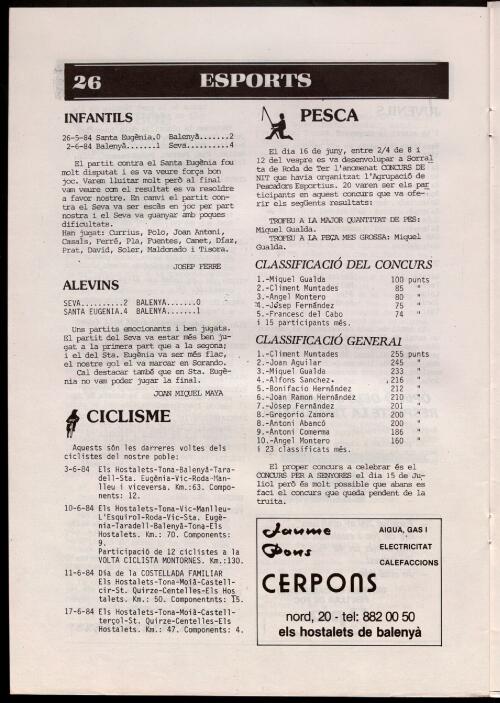 26 ESPORTS
INFANTILS
26-5-84 Santa Eugènia.0 Balenyà.......2
2-6-84 Balenyà.......1 Seva..........4
El partit contra el Santa Eugènia fou
molt disputat i es va veure força bon
joc. Varem lluitar molt però al final
van veure com el resultat es va resoldre
a favor nostre. En canvi el partit con-
tra el Seva va ser escàs en joc per part
nostra i el Seva va guanyar amb poques
dificultats.
Han jugat: Currius, Polo, Joan Antoni,
Casals, Ferré, Pla, Fuentes, Canet, Díaz,
Prat, David, Soler, Maldonado i Tisora.
JOSEP FERRE
ALEVINS
SEVA..........2 BALENYA.......0
SANTA EUGENIA.4 BALENYA.......1
Uns partits emocionants i ben jugats.
El partit del Seva va estar més ben ju-
gat a la primera part que a la segona;
i el del Sta. Eugènia va ser més flac,
el nostre gol el va marcar en Sorando.
Cal destacar també que en Sta. Eugè-
nia no vam poder jugar la final.
JOAN MIQUEL MAYA
CICLISME
Aquests són les darreres voltes dels
ciclistes del nostre poble:
3-6-84 Els Hostalets-Tona-Balenyà-Tara-
dell-Sta. Eugènia-Vic-Roda-Man-
lleu i viceversa. Km.:63. Compo-
nents: 12.
10-6-84 Els Hostalets-Tona-Vic-Manlleu-
L'Esquirol-Roda-Vic-Sta. Eugè-
nia-Taradell-Balenyà-Tona-Els
Hostalets. Km.: 70. Components:
9.
Participació de 12 ciclistes a la
VOLTA CICLISTA MONTORNES. Km.:130.
11-6-84 Dia de la COSTELLADA FAMILIAR
Els Hostalets-Tona-Moià-Castell-
cir-St. Quirze-Centelles-Els Hos
talets. Km.: 50. Componentnts: 15.
17-6-84 Els Hostalets-Tona-Moià-Castell-
terçol-St. Quirze-Centelles-Els
Hostalets. Km.: 47. Components: 4.
PESCA
El dia 16 de juny, entre 2/4 de 8 i
12 del vespre es va desenvolupar a Sorral
ta de Roda de Ter l'anomenat CONCURS DE
NIT que havia organitzat l'Agrupació de
Pescadors Esportius. 20 varen ser els par
ticipants en aquest concurs que va ofe-
rir els següents resultats:
TROFEU A LA MAJOR QUANTITAT DE PES:
Miquel Gualda.
TROFEU A LA PEÇA MES GROSSA: Miquel
Gualda.
CLASSIFICACIÓ DEL CONCURS
1.-Miquel Gualda 100 punts
2.-Climent Muntades 85 "
3.-Angel Montero 80 "
4.-Jósep Fernández 75 "
5.-Francesc del Cabo 74 "
i 15 participants més.
CLASSIFICACIÓ GENERAL
1.-Climent Muntades 255 punts
2.-Joan Aguilar 245 "
3.-Miquel Gualda 233 "
4.-Alfons Sanchez 216 "
5.-Bonifacio Hernández 212 "
6.-Joan Ramon Hernández 210 "
7.-Jósep Fernández 201 "
8.-Gregorio Zamora 200 "
8.-Antoni Abancó 200 "
9.-Antoni Comerma 186 "
10.-Angel Montero 160 "
i 23 classificats més.
El proper concurs a celebrar és el
CONCURS PER A SENYORES el dia 15 de Ju-
liol però és molt possible que abans es
faci el concurs que queda pendent de la
truita.
Jaume
Pons
AIGUA, GAS I
ELECTRICITAT
CALEFACCIONS
CERPONS
nord, 20 - tel: 882 00 50
els hostalets de balenyà